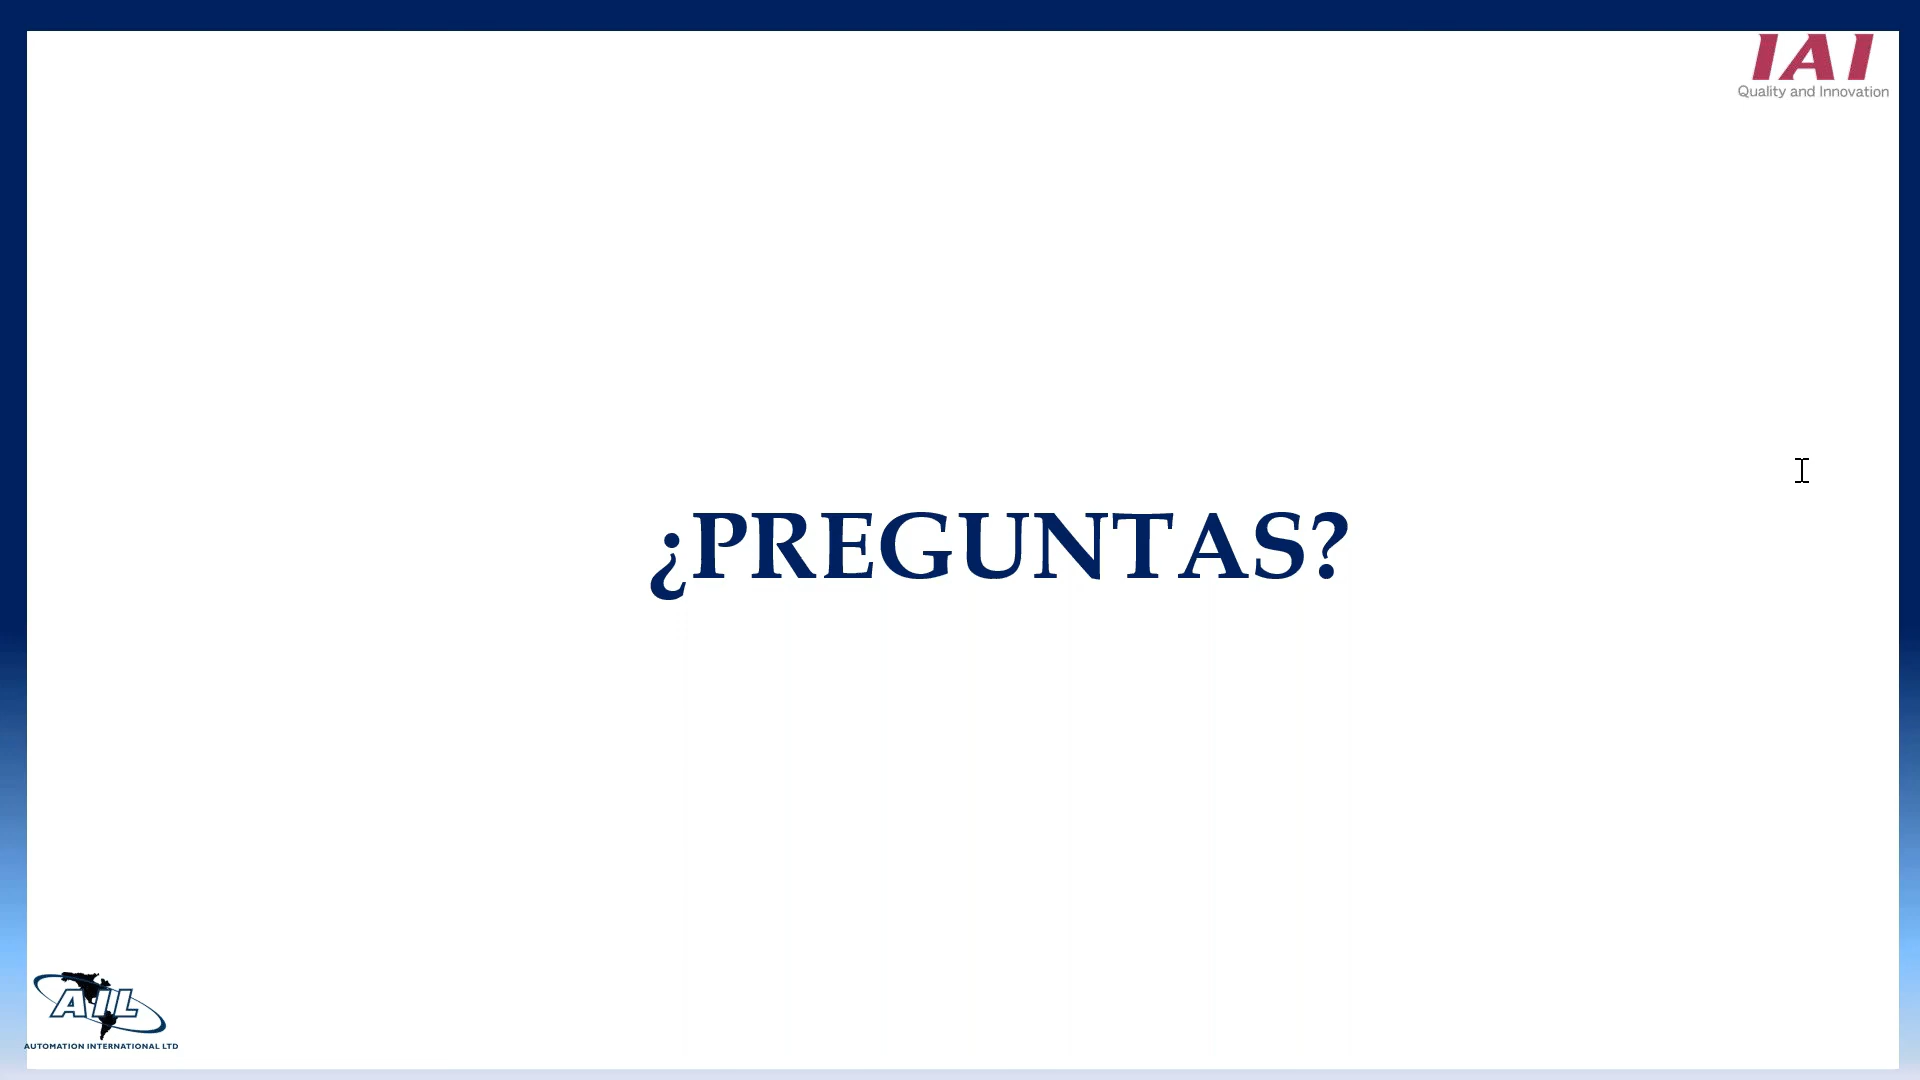 IAI
Quality and Innovation
¿PREGUNTAS?
AIL
AUTOMATION INTERNATIONAL LTD